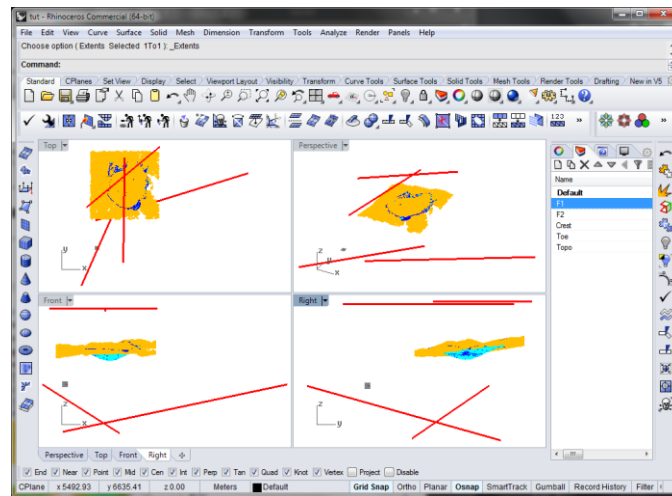 tut - Rhinoceros Commercial (64-bit)
File Edit View Curve Surface Solid Mesh Dimension Transform Tools Analyze Render Panels Help
Choose option ( Extents Selected 1To1 ): _Extents
Command:
Standard CPlanes Set View Display Select Viewport Layout Visibility Transform Curve Tools Surface Tools Solid Tools Mesh Tools Render Tools Drafting New in V5
123
Top
Perspective
y
x
z
y
x
Name
Default
F1
F2
Crest
Toe
Topo
Front
Right
z
x
z
y
Perspective Top Front Right
End Near Point Mid Cen Int Perp Tan Quad Knot Vertex Project Disable
CPlane x 5492.93 y 6635.41 z 0.00 Meters Default Grid Snap Ortho Planar Osnap SmartTrack Gumball Record History Filter